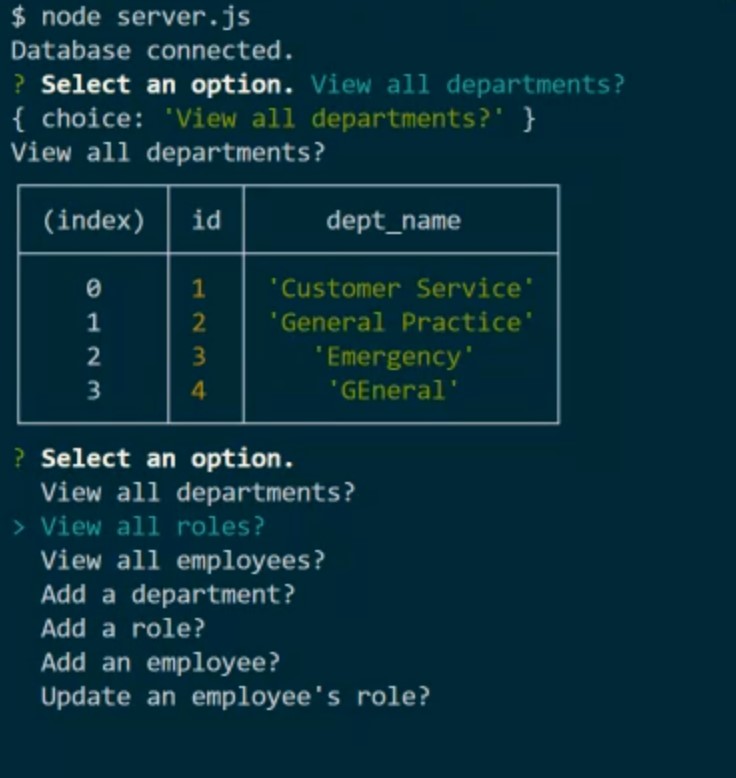 $ node server.js
Database connected.
? Select an option. View all departments?
{ choice: 'View all departments?' }
View all departments?
(index) id dept_name
0 1 'Customer Service'
1 2 'General Practice'
2 3 'Emergency'
3 4 'GEneral'
? Select an option.
View all departments?
> View all roles?
View all employees?
Add a department?
Add a role?
Add an employee?
Update an employee's role?